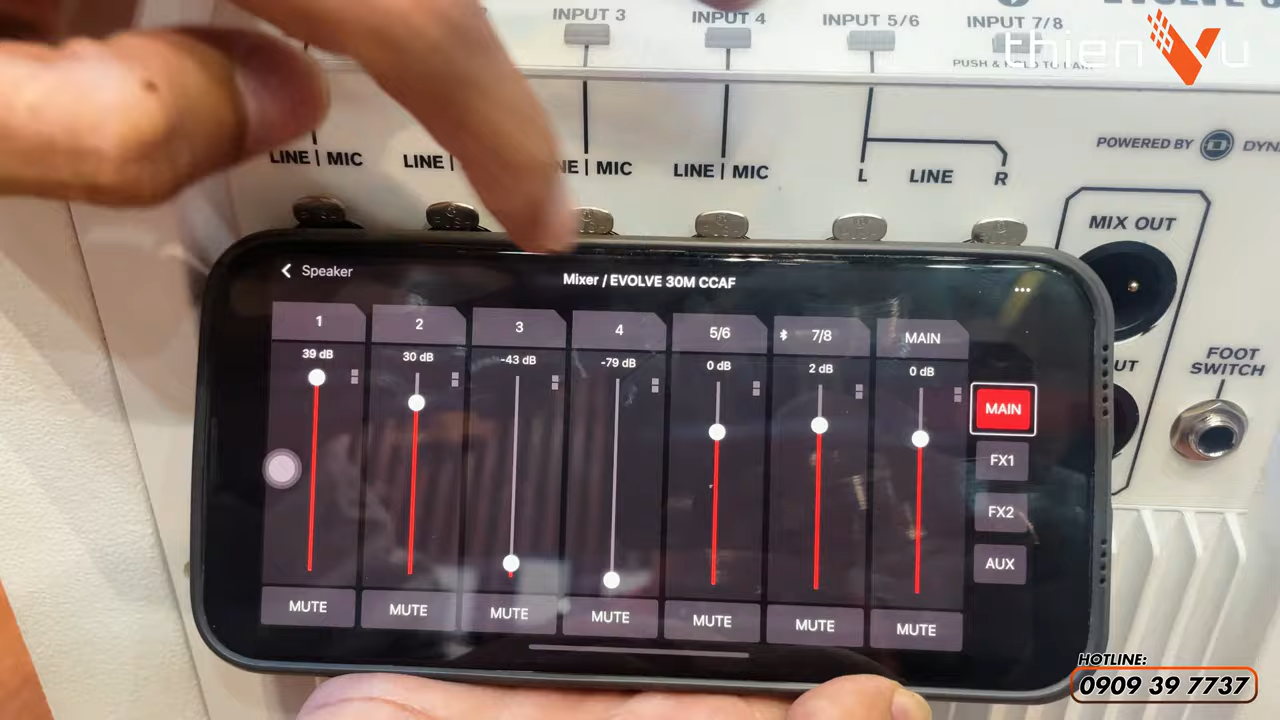 INPUT 3
INPUT 4
INPUT 5/6
INPUT 7/8
PUSH & HOLD TO PAIR
thien Vu
LINE | MIC
LINE |
NE | MIC
LINE | MIC
L LINE R
POWERED BY DYN
MIX OUT
UT
FOOT
SWITCH
Speaker
Mixer / EVOLVE 30M CCAF
...
1 2 3 4 5/6 7/8 MAIN
39 dB 30 dB -43 dB -79 dB 0 dB 2 dB 0 dB
MAIN
FX1
FX2
AUX
MUTE MUTE MUTE MUTE MUTE MUTE MUTE
HOTLINE:
0909 39 7737